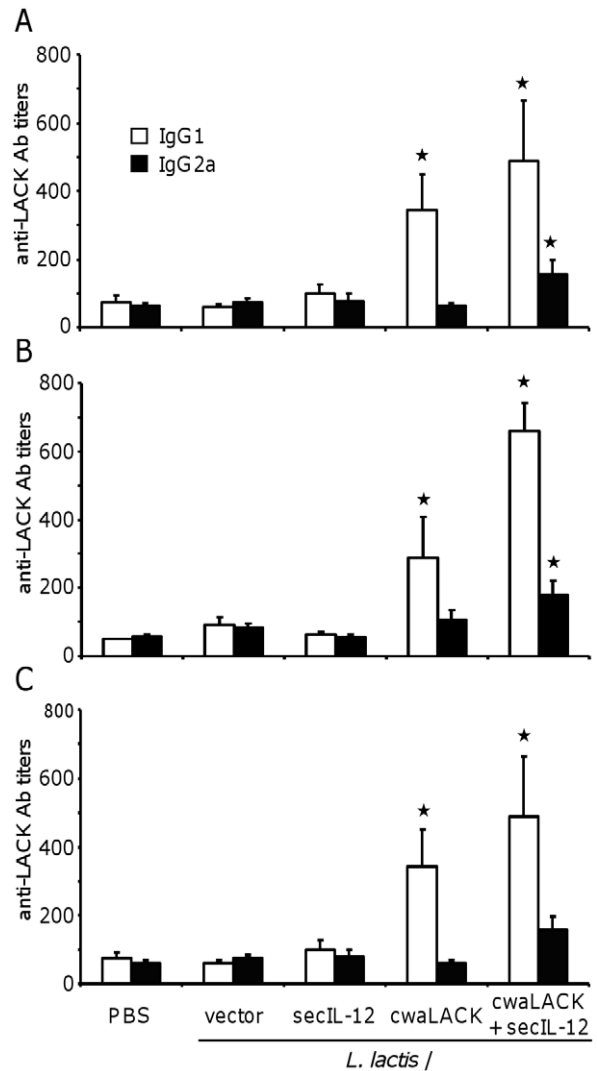 A
anti-LACK Ab titers
800
600
400
200
0
IgG1
IgG2a
★
★
★
B
anti-LACK Ab titers
800
600
400
200
0
★
★
★
C
anti-LACK Ab titers
800
600
400
200
0
★
★
PBS vector secIL-12 cwaLACK cwaLACK
+ secIL-12
L. lactis /